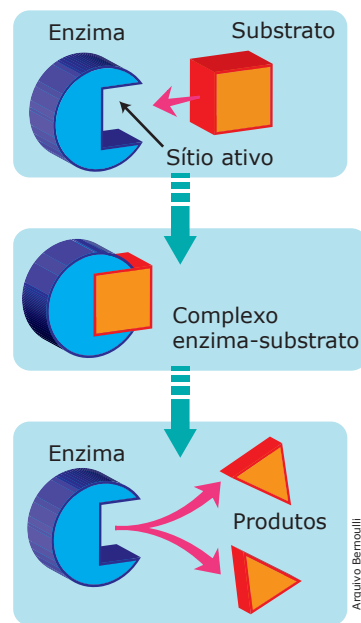 Enzima
Substrato
Sítio ativo
Complexo
enzima-substrato
Enzima
Produtos
Arquivo Bernoulli